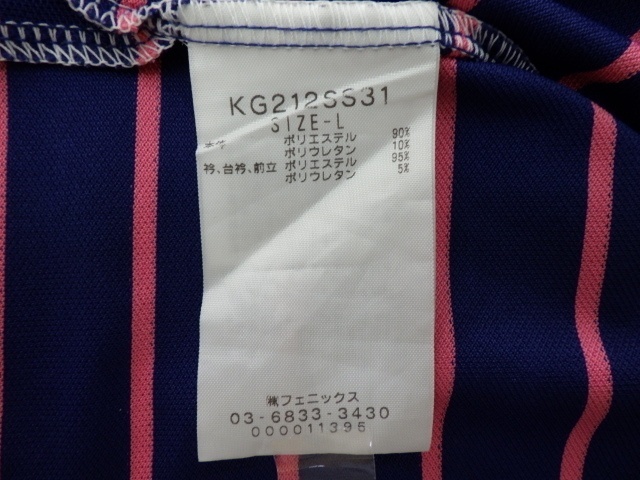 KG212SS31
SIZE-L
本体 ポリエステル 90%
ポリウレタン 10%
衿、台衿、前立 ポリエステル 95%
ポリウレタン 5%
㈱フェニックス
03-6833-3430
000011395